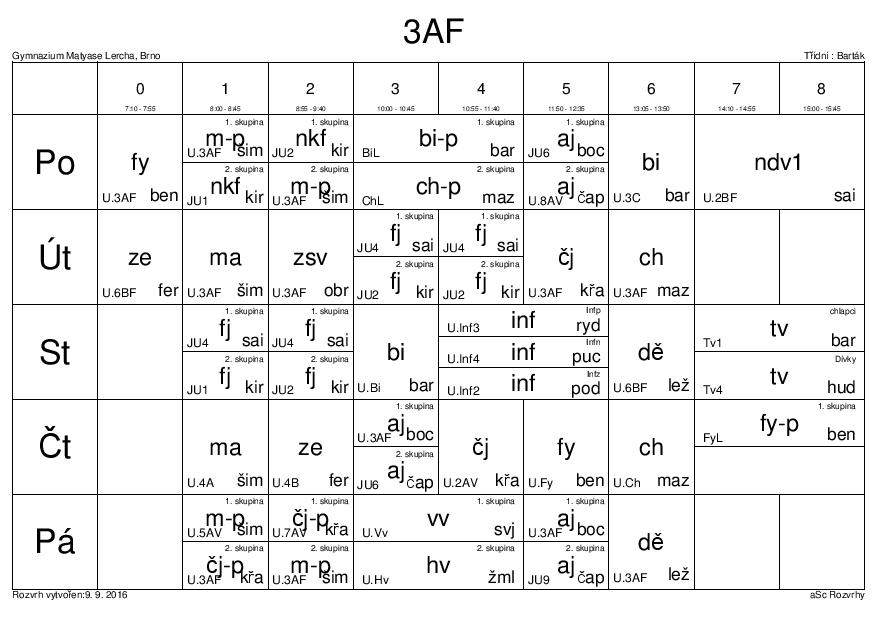 3AF
Gymnazium Matyase Lercha, Brno Třídní : Barták
0 1 2 3 4 5 6 7 8
7:10 - 7:55 8:00 - 8:45 8:55 - 9:40 10:00 - 10:45 10:55 - 11:40 11:50 - 12:35 13:05 - 13:50 14:10 - 14:55 15:00 - 15:45
Po
fy
U.3AF ben
1. skupina
m-p
U.3AF šim
2. skupina
nkf
JU1 kir
1. skupina
nkf
JU2 kir
2. skupina
m-p
U.3AF šim
1. skupina
bi-p
BiL bar
2. skupina
ch-p
ChL maz
1. skupina
aj
JU6 boc
2. skupina
aj
U.8AV čap
bi
U.3C bar
ndv1
U.2BF sai
Út
ze
U.6BF fer
ma
U.3AF šim
zsv
U.3AF obr
1. skupina
fj
JU4 sai
2. skupina
fj
JU2 kir
1. skupina
fj
JU4 sai
2. skupina
fj
JU2 kir
čj
U.3AF křa
ch
U.3AF maz
St
1. skupina
fj
JU4 sai
2. skupina
fj
JU1 kir
1. skupina
fj
JU4 sai
2. skupina
fj
JU2 kir
bi
U.Bi bar
Infp
inf
U.Inf3 ryd
Infn
inf
U.Inf4 puc
Infz
inf
U.Inf2 pod
dě
U.6BF lež
chlapci
tv
Tv1 bar
Dívky
tv
Tv4 hud
Čt
ma
U.4A šim
ze
U.4B fer
1. skupina
aj
U.3AF boc
2. skupina
aj
JU6 čap
čj
U.2AV křa
fy
U.Fy ben
ch
U.Ch maz
1. skupina
fy-p
FyL ben
Pá
1. skupina
m-p
U.5AV šim
2. skupina
čj-p
U.3AF křa
1. skupina
čj-p
U.7AV křa
2. skupina
m-p
U.3AF šim
1. skupina
vv
U.Vv svj
2. skupina
hv
U.Hv žml
1. skupina
aj
U.3AF boc
2. skupina
aj
JU9 čap
dě
U.3AF lež
Rozvrh vytvořen:9. 9. 2016 aSc Rozvrhy